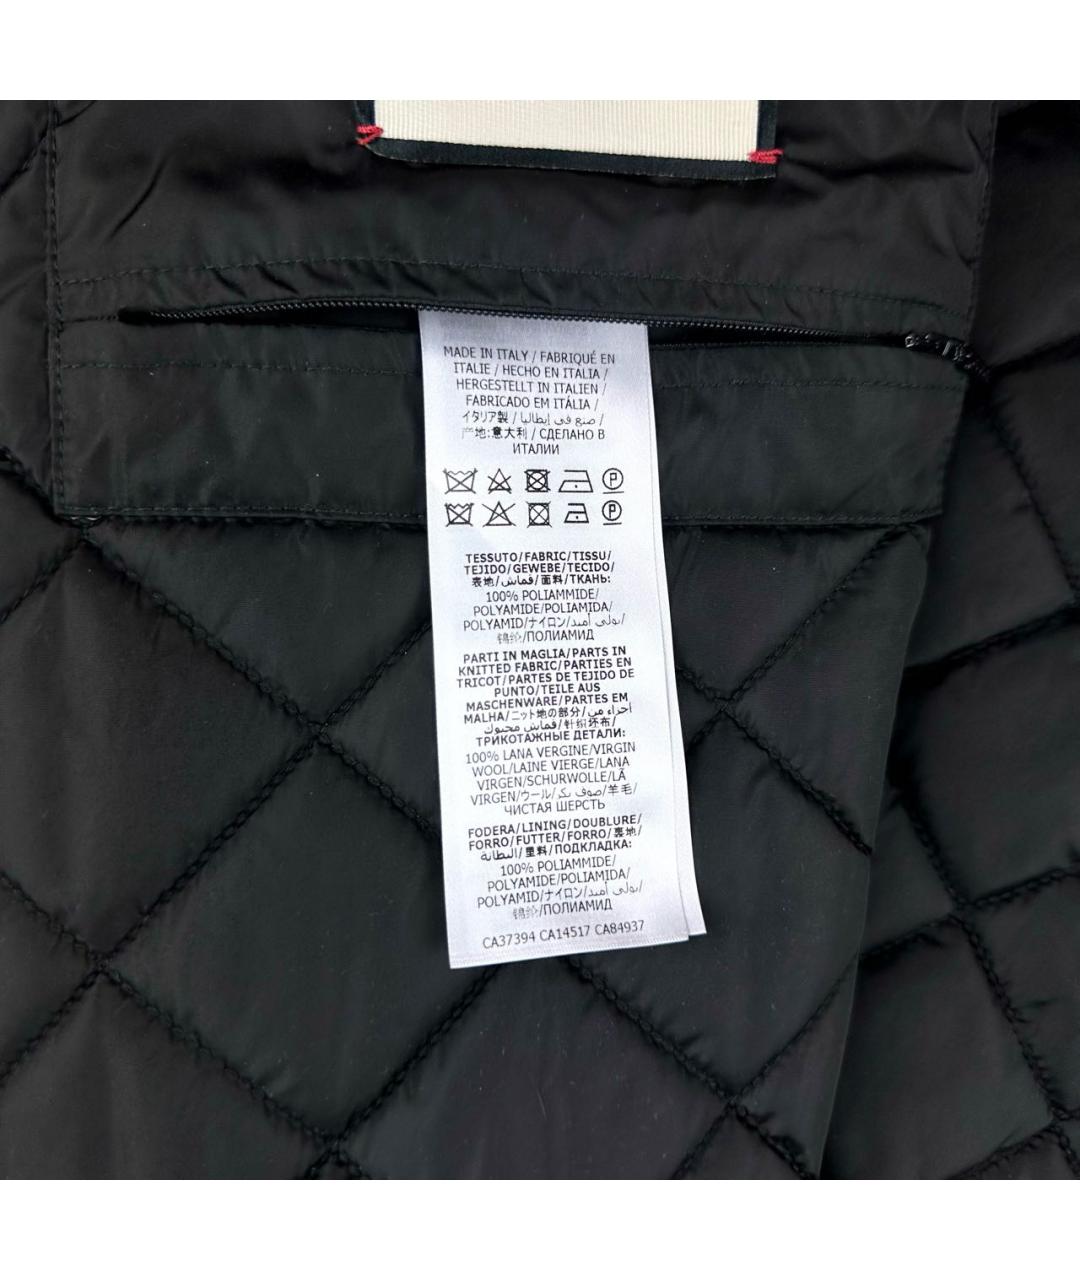 MADE IN ITALY / FABRIQUÉ EN
ITALIE / HECHO EN ITALIA /
HERGESTELLT IN ITALIEN /
FABRICADO EM ITÁLIA /
イタリア製 / صنع في إيطاليا /
产地:意大利 / СДЕЛАНО В
ИТАЛИИ
P
P
TESSUTO/FABRIC/TISSU/
TEJIDO/GEWEBE/TECIDO/
表地/قماش/面料/ТКАНЬ:
100% POLIAMMIDE/
POLYAMIDE/POLIAMIDA/
POLYAMID/ナイロン/بولي أميد/
锦纶/ПОЛИАМИД
PARTI IN MAGLIA/PARTS IN
KNITTED FABRIC/PARTIES EN
TRICOT/PARTES DE TEJIDO DE
PUNTO/TEILE AUS
MASCHENWARE/PARTES EM
MALHA/ニット地の部分/أجزاء من
قماش محبوك/针织坯布/
ТРИКОТАЖНЫЕ ДЕТАЛИ:
100% LANA VERGINE/VIRGIN
WOOL/LAINE VIERGE/LANA
VIRGEN/SCHURWOLLE/LÃ
VIRGEN/ウール/صوف بكر/羊毛/
ЧИСТАЯ ШЕРСТЬ
FODERA/LINING/DOUBLURE/
FORRO/FUTTER/FORRO/裏地/
البطانة/里料/ПОДКЛАДКА:
100% POLIAMMIDE/
POLYAMIDE/POLIAMIDA/
POLYAMID/ナイロン/بولي أميد/
锦纶/ПОЛИАМИД
CA37394 CA14517 CA84937